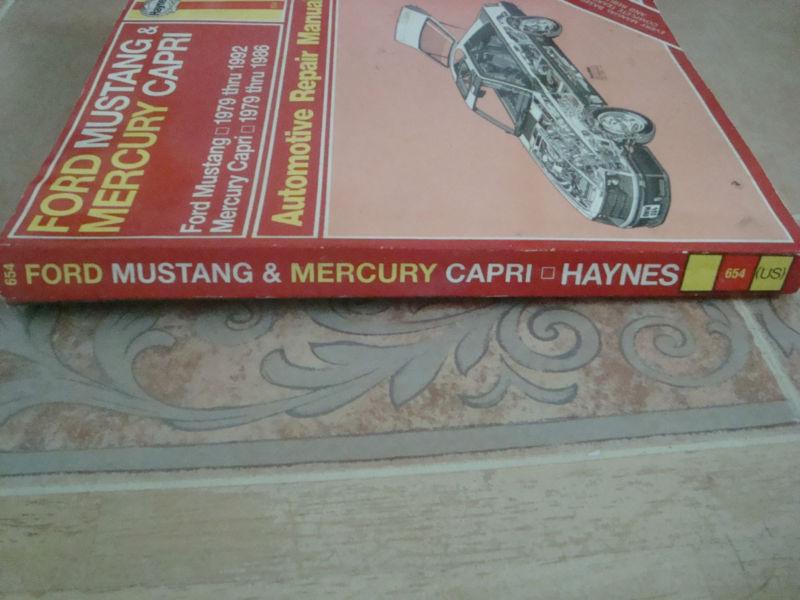 FORD MUSTANG &
MERCURY CAPRI
Ford Mustang □ 1979 thru 1992
Mercury Capri □ 1979 thru 1986
Automotive Repair Manual
654 FORD MUSTANG & MERCURY CAPRI □ HAYNES 654 (US)